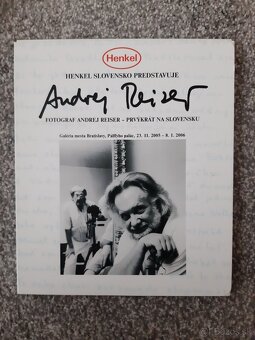 Henkel
HENKEL SLOVENSKO PREDSTAVUJE
Andrej Reiser
FOTOGRAF ANDREJ REISER – PRVÝKRÁT NA SLOVENSKU
Galéria mesta Bratislavy, Pálffyho palác, 23. 11. 2005 – 8. 1. 2006